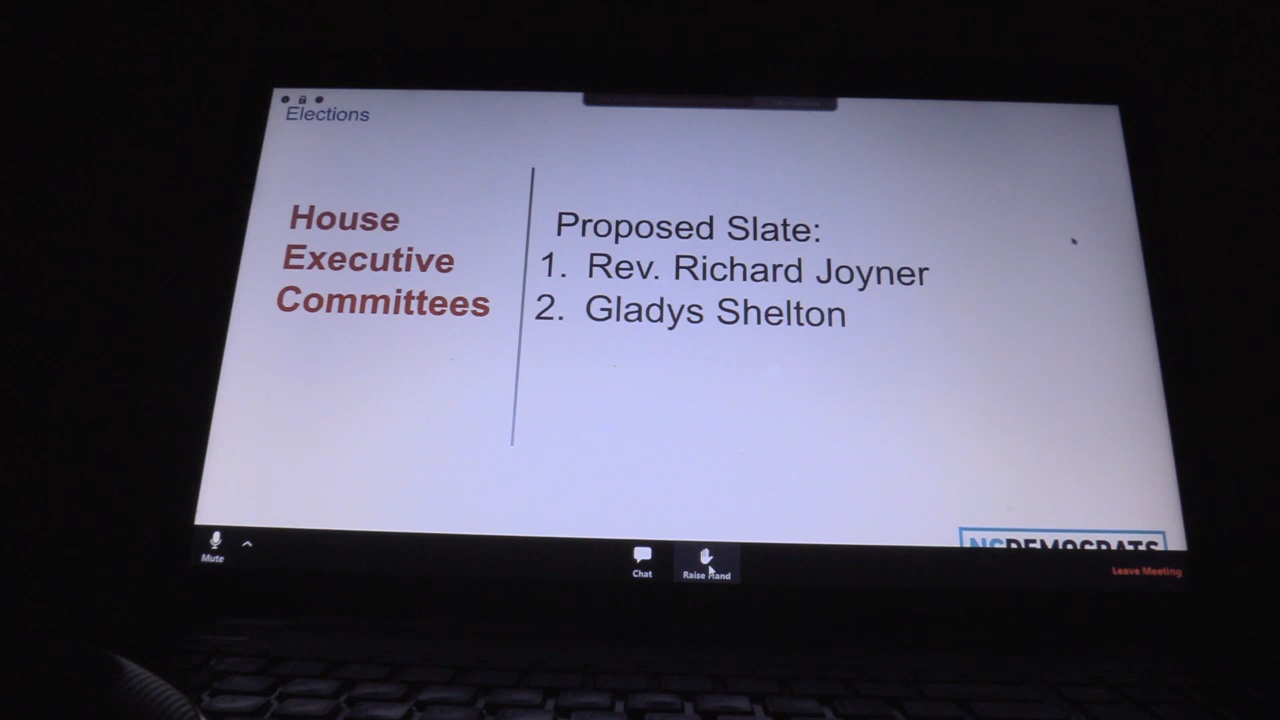 Elections
House
Executive
Committees
Proposed Slate:
1. Rev. Richard Joyner
2. Gladys Shelton
NCDEMOCRATS
Mute
Chat
Raise Hand
Leave Meeting